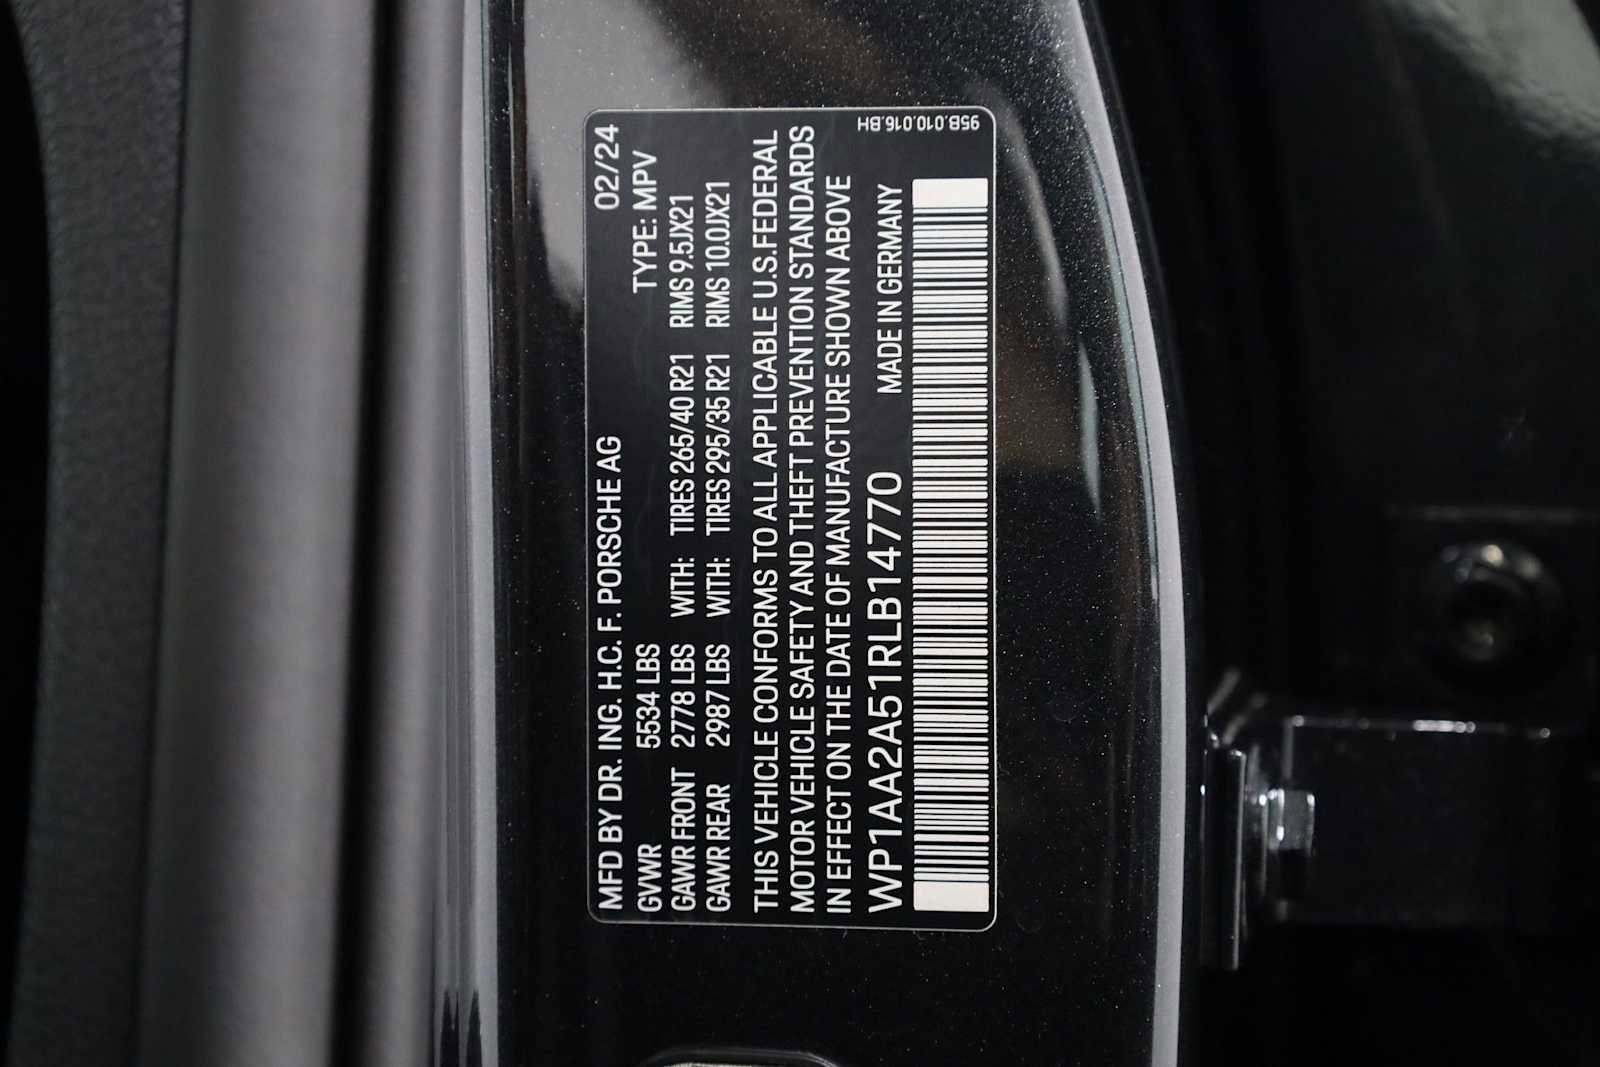 MFD BY DR. ING. H.C. F. PORSCHE AG 02/24
GVWR 5534 LBS TYPE: MPV
GAWR FRONT 2778 LBS WITH: TIRES 265/40 R21 RIMS 9.5JX21
GAWR REAR 2987 LBS WITH: TIRES 295/35 R21 RIMS 10.0JX21
THIS VEHICLE CONFORMS TO ALL APPLICABLE U.S.FEDERAL
MOTOR VEHICLE SAFETY AND THEFT PREVENTION STANDARDS
IN EFFECT ON THE DATE OF MANUFACTURE SHOWN ABOVE
WP1AA2A51RLB14770 MADE IN GERMANY
95B.010.016.BH